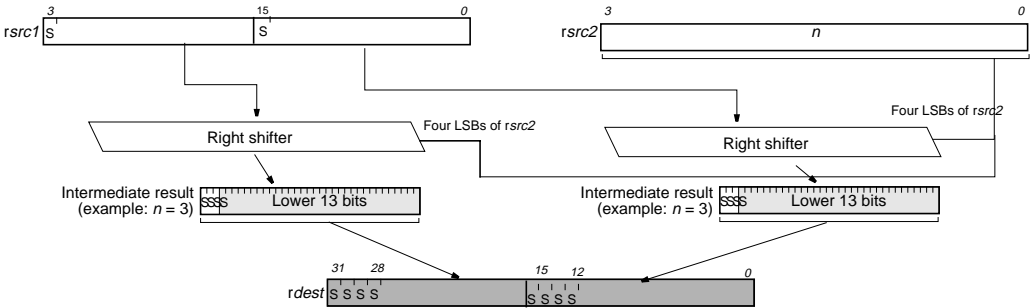 3 15 0 3 0
rsrc1 S S rsrc2 n
Four LSBs of rsrc2 Four LSBs of rsrc2
Right shifter Right shifter
Intermediate result SSSS Lower 13 bits Intermediate result SSSS Lower 13 bits
(example: n = 3) (example: n = 3)
31 28 15 12 0
rdest S S S S S S S S